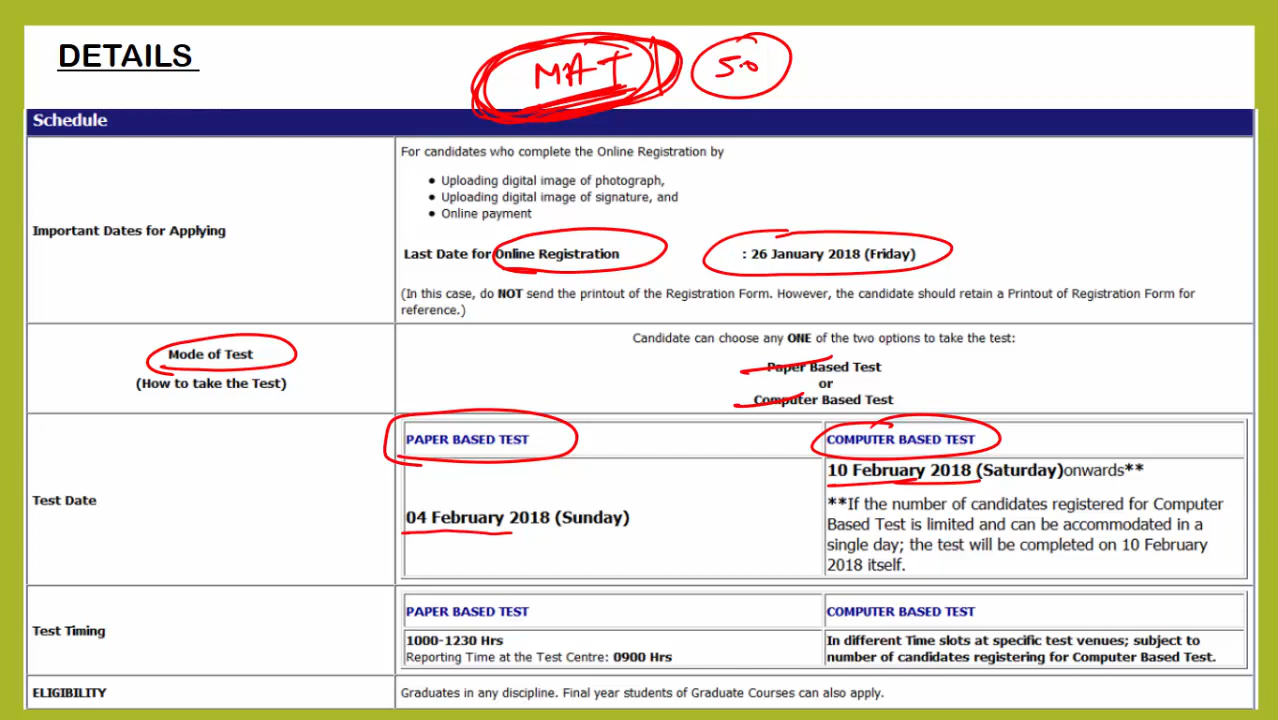 DETAILS
MAT
50
Schedule
Important Dates for Applying
For candidates who complete the Online Registration by
• Uploading digital image of photograph,
• Uploading digital image of signature, and
• Online payment
Last Date for Online Registration : 26 January 2018 (Friday)
(In this case, do NOT send the printout of the Registration Form. However, the candidate should retain a Printout of Registration Form for
reference.)
Mode of Test
(How to take the Test)
Candidate can choose any ONE of the two options to take the test:
Paper Based Test
or
Computer Based Test
Test Date
PAPER BASED TEST
04 February 2018 (Sunday)
COMPUTER BASED TEST
10 February 2018 (Saturday)onwards**
**If the number of candidates registered for Computer
Based Test is limited and can be accommodated in a
single day; the test will be completed on 10 February
2018 itself.
Test Timing
PAPER BASED TEST
1000-1230 Hrs
Reporting Time at the Test Centre: 0900 Hrs
COMPUTER BASED TEST
In different Time slots at specific test venues; subject to
number of candidates registering for Computer Based Test.
ELIGIBILITY
Graduates in any discipline. Final year students of Graduate Courses can also apply.